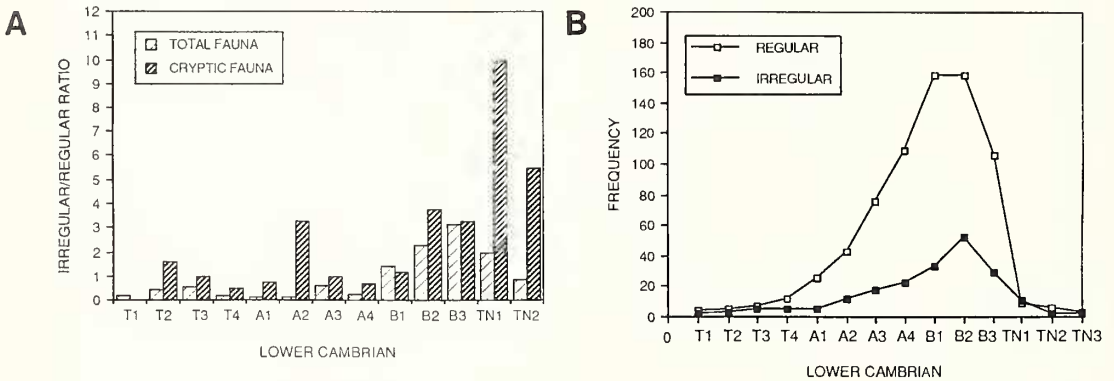 A
IRREGULAR/REGULAR RATIO
12
11
10
9
8
7
6
5
4
3
2
1
0
TOTAL FAUNA
CRYPTIC FAUNA
T1 T2 T3 T4 A1 A2 A3 A4 B1 B2 B3 TN1 TN2
LOWER CAMBRIAN
B
FREQUENCY
200
180
160
140
120
100
80
60
40
20
0
REGULAR
IRREGULAR
0 T1 T2 T3 T4 A1 A2 A3 A4 B1 B2 B3 TN1 TN2 TN3
LOWER CAMBRIAN